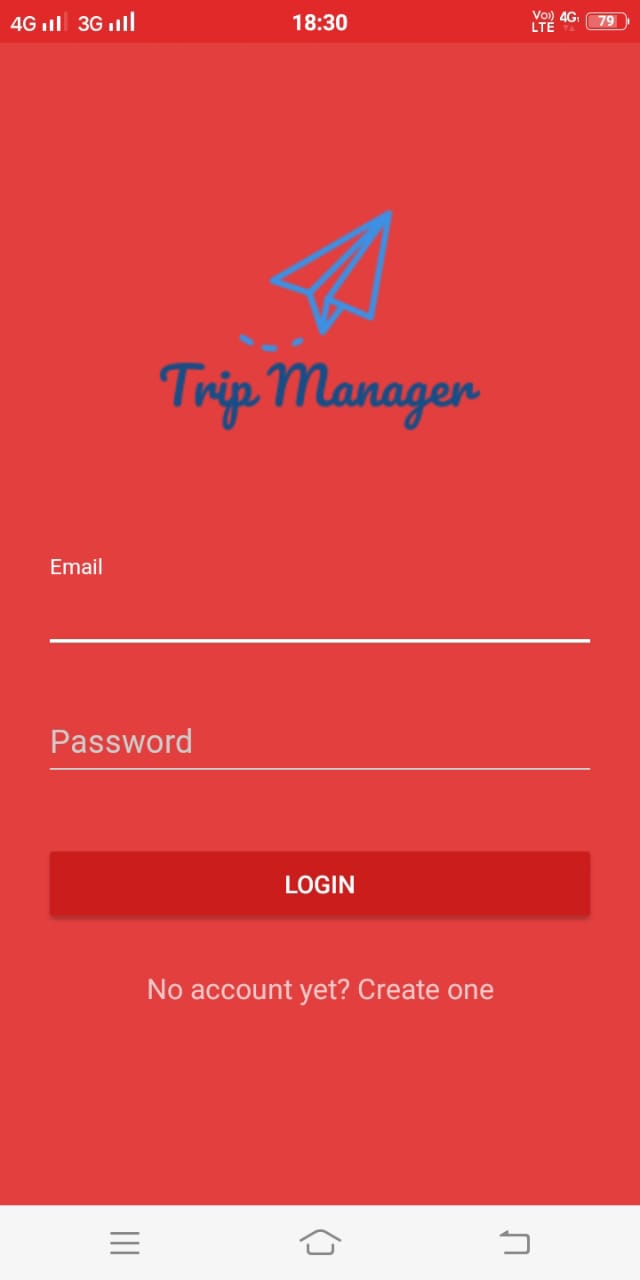 4G 3G 18:30 Vo) LTE 4G 79
Trip Manager
Email
Password
LOGIN
No account yet? Create one